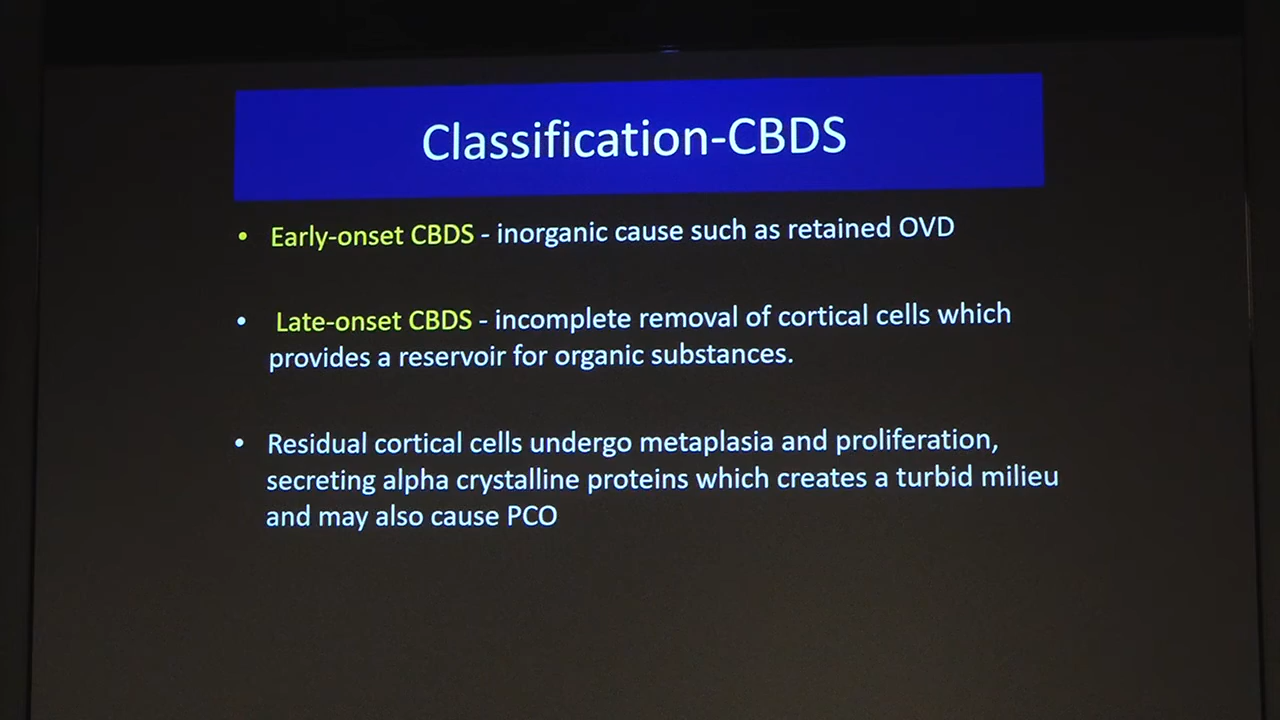 Classification-CBDS
• Early-onset CBDS - inorganic cause such as retained OVD
• Late-onset CBDS - incomplete removal of cortical cells which
provides a reservoir for organic substances.
• Residual cortical cells undergo metaplasia and proliferation,
secreting alpha crystalline proteins which creates a turbid milieu
and may also cause PCO